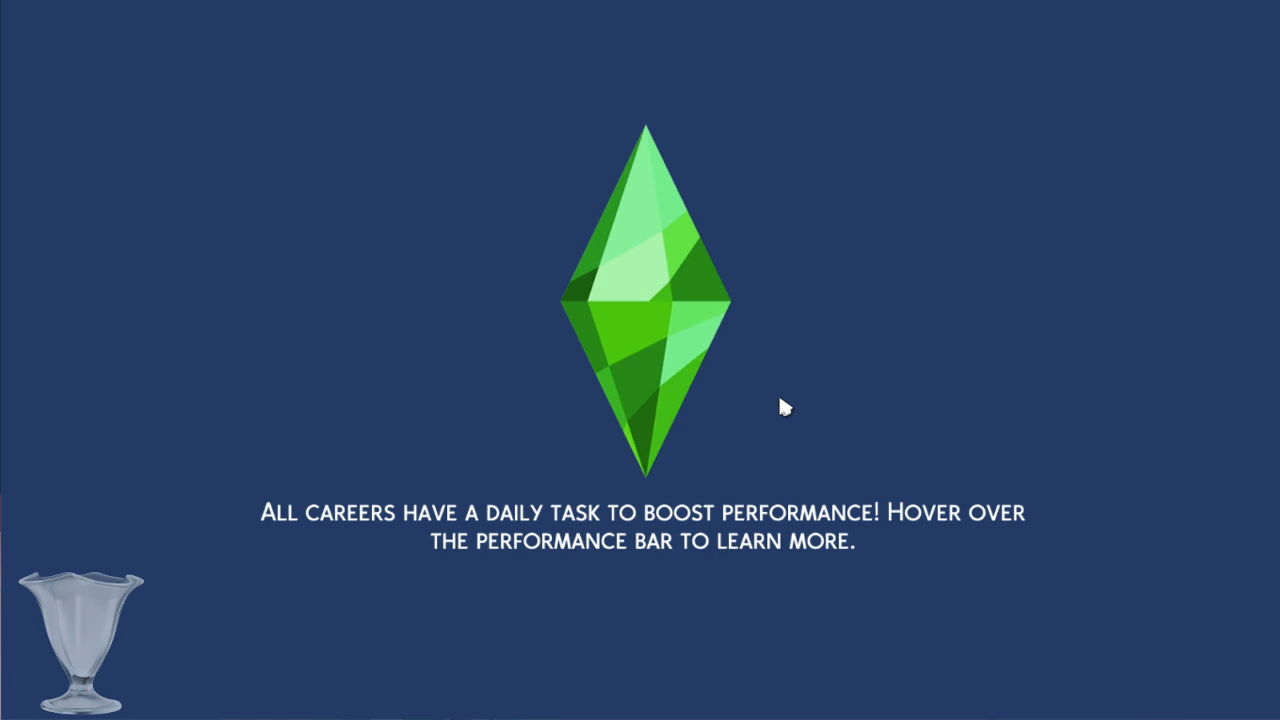 All careers have a daily task to boost performance! Hover over
the performance bar to learn more.